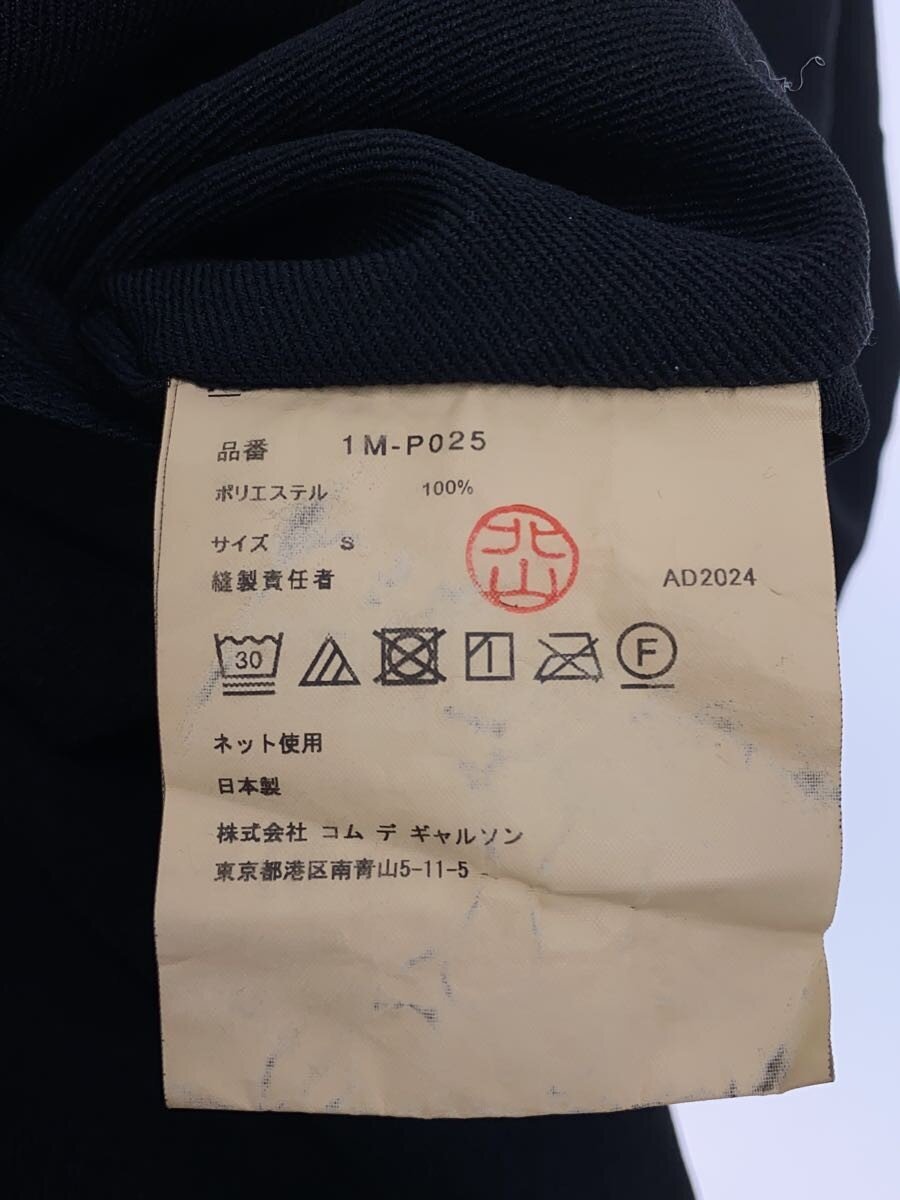 品番 1M-P025
ポリエステル 100%
サイズ S
北山
縫製責任者 AD2024
30 F
ネット使用
日本製
株式会社 コム デ ギャルソン
東京都港区南青山5-11-5